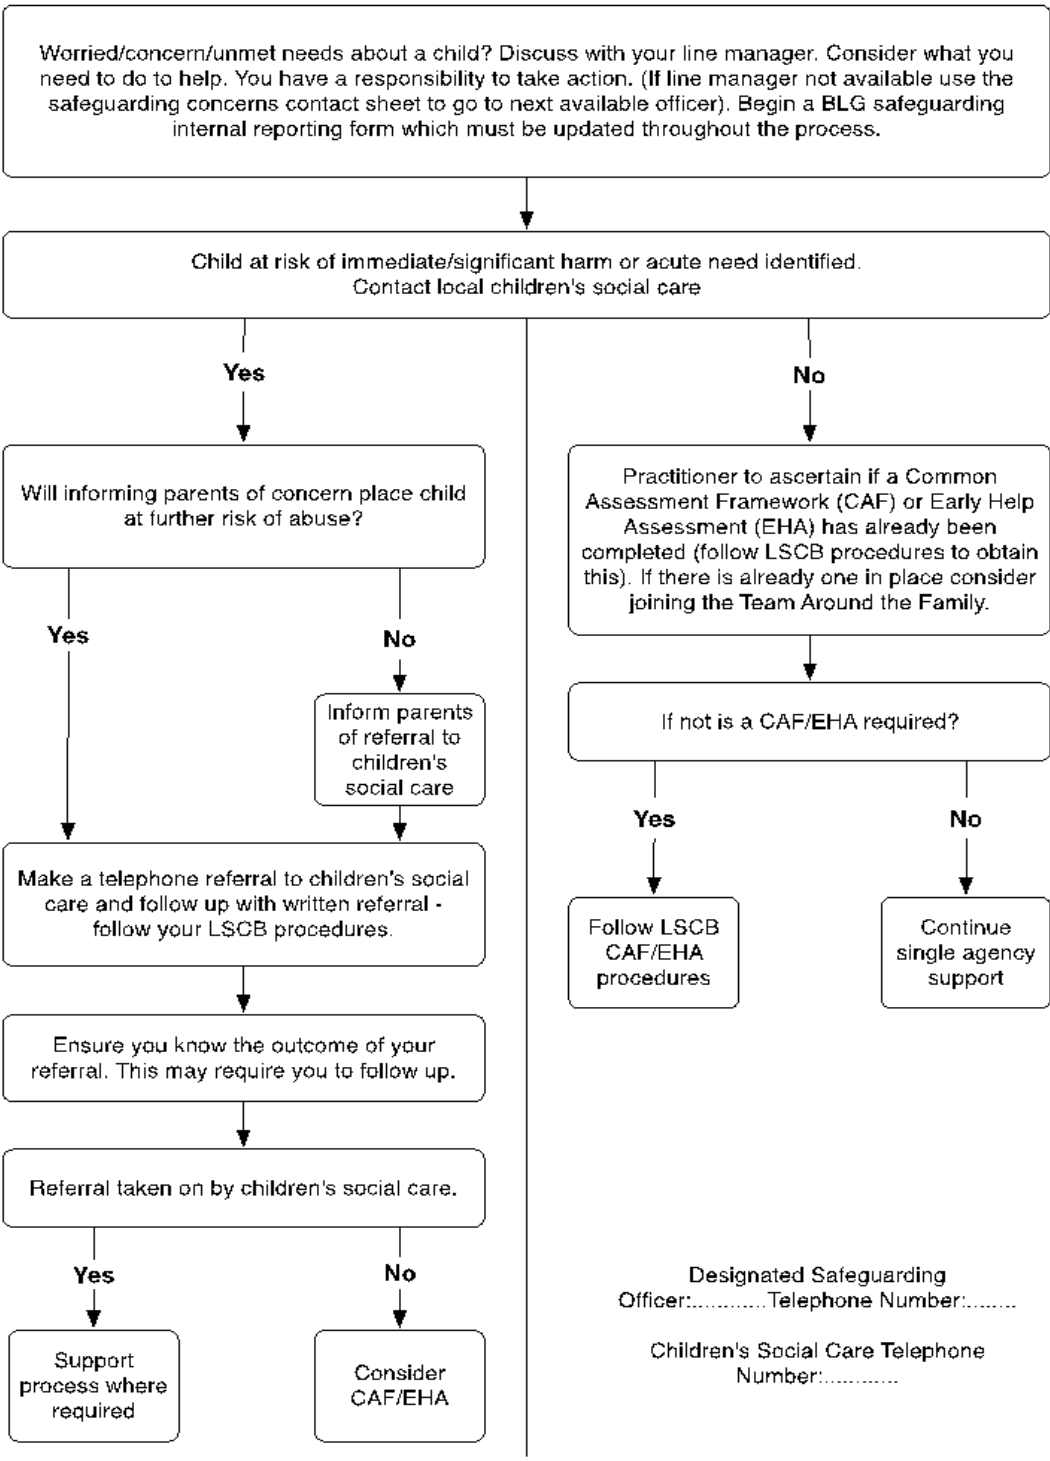 Worried/concern/unmet needs about a child? Discuss with your line manager. Consider what you
need to do to help. You have a responsibility to take action. (If line manager not available use the
safeguarding concerns contact sheet to go to next available officer). Begin a BLG safeguarding
internal reporting form which must be updated throughout the process.
Child at risk of immediate/significant harm or acute need identified.
Contact local children's social care
Yes
No
Will informing parents of concern place child
at further risk of abuse?
Practitioner to ascertain if a Common
Assessment Framework (CAF) or Early Help
Assessment (EHA) has already been
completed (follow LSCB procedures to obtain
this). If there is already one in place consider
joining the Team Around the Family.
Yes
No
Inform parents
of referral to
children's
social care
If not is a CAF/EHA required?
Yes
No
Make a telephone referral to children's social
care and follow up with written referral -
follow your LSCB procedures.
Follow LSCB
CAF/EHA
procedures
Continue
single agency
support
Ensure you know the outcome of your
referral. This may require you to follow up.
Referral taken on by children's social care.
Yes
No
Support
process where
required
Consider
CAF/EHA
Designated Safeguarding
Officer:............Telephone Number:........
Children's Social Care Telephone
Number:............